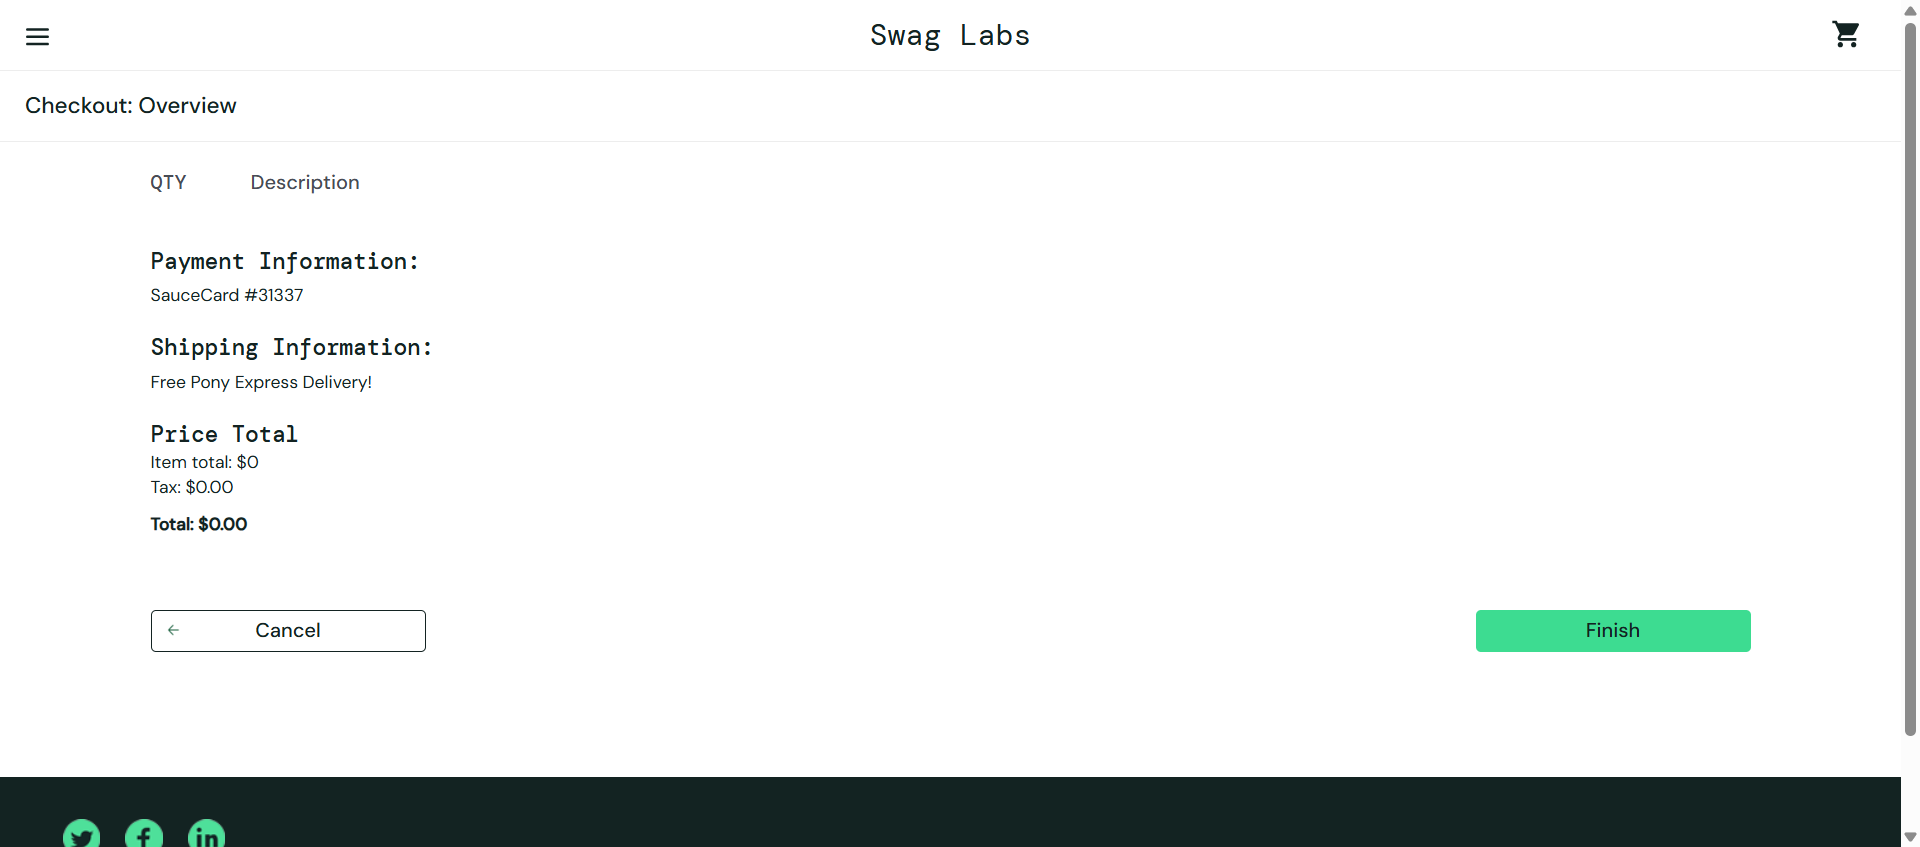 Swag Labs
Checkout: Overview
QTY Description
Payment Information:
SauceCard #31337
Shipping Information:
Free Pony Express Delivery!
Price Total
Item total: $0
Tax: $0.00
Total: $0.00
Cancel Finish